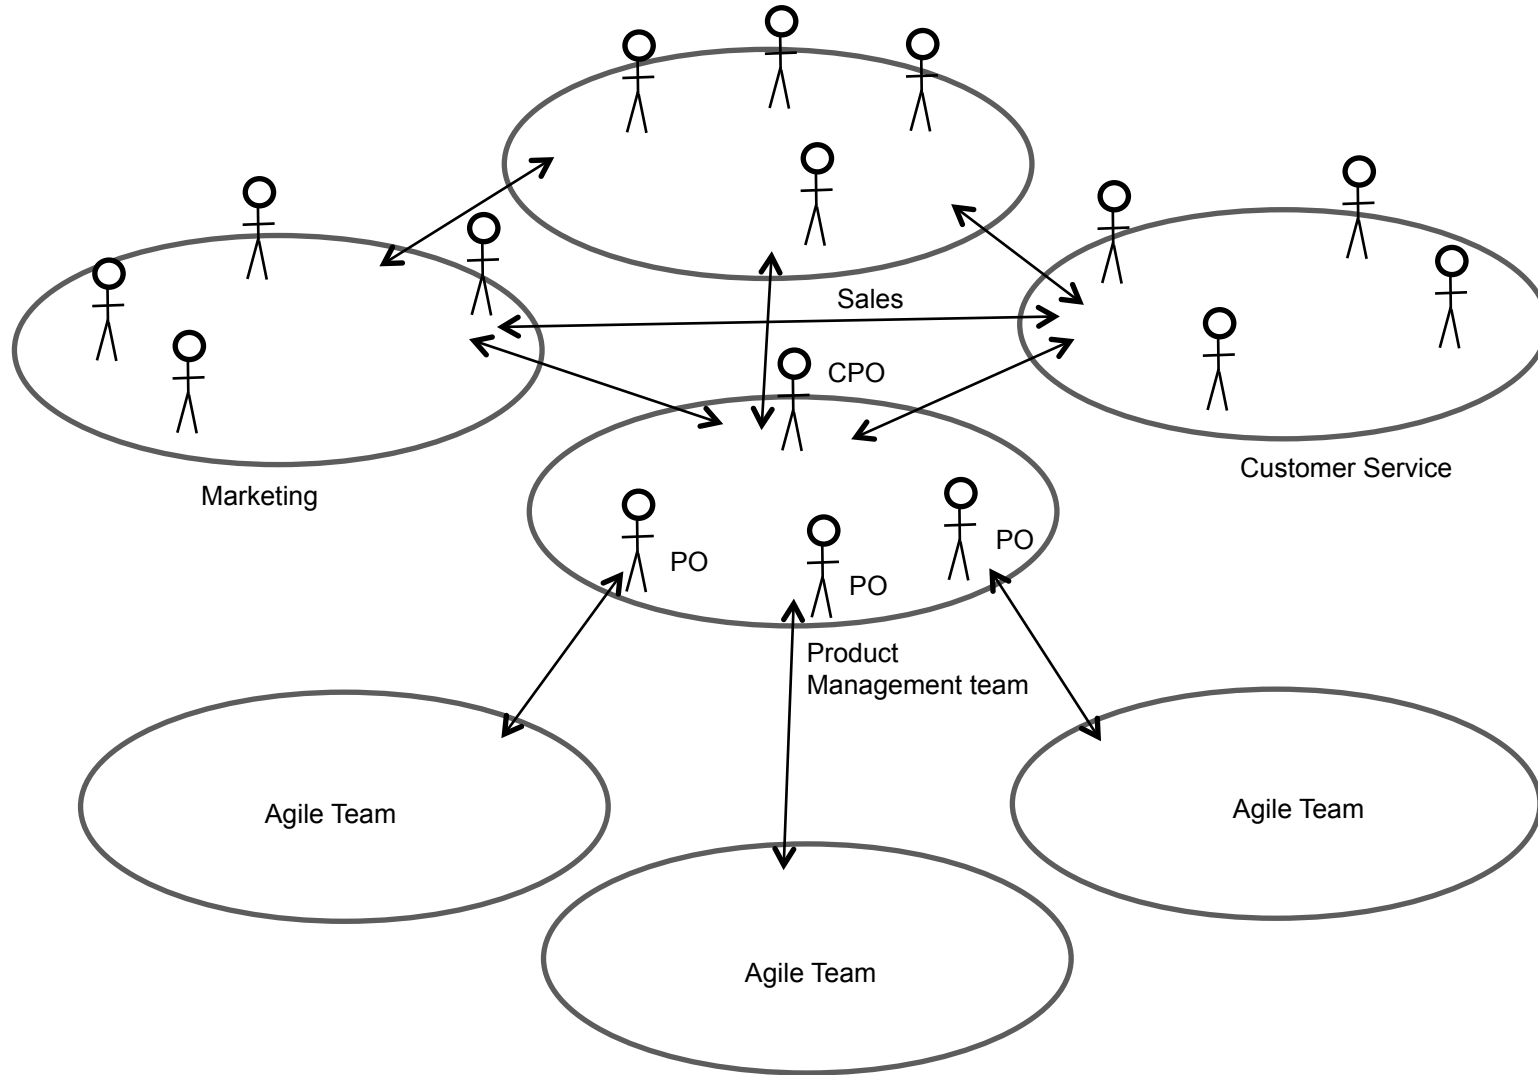 Sales
CPO
Marketing
Customer Service
PO
PO
PO
Product
Management team
Agile Team
Agile Team
Agile Team